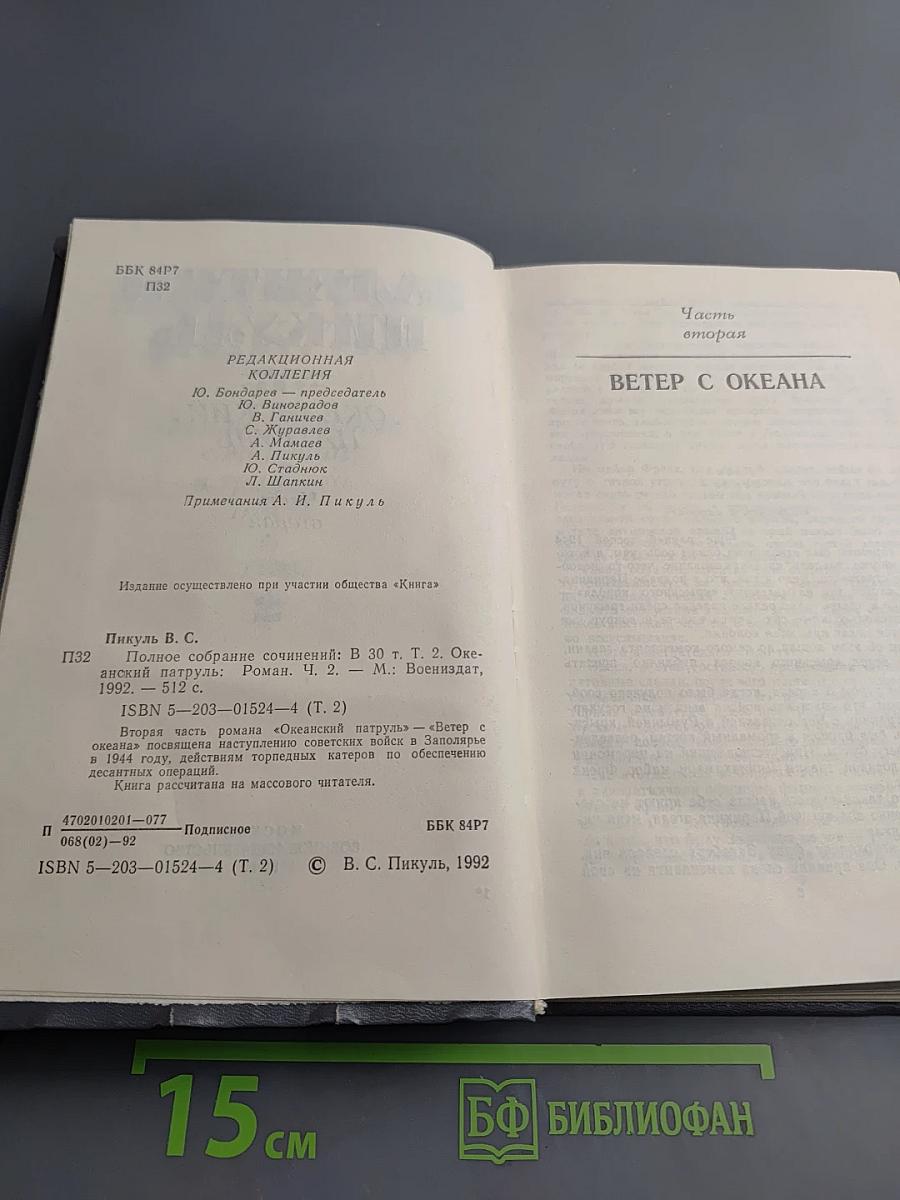 ББК 84Р7
П32
РЕДАКЦИОННАЯ
КОЛЛЕГИЯ
Ю. Бондарев — председатель
Ю. Виноградов
В. Ганичев
С. Журавлев
А. Мамаев
А. Пикуль
Ю. Стаднюк
Л. Шапкин
Примечания А. И. Пикуль
Издание осуществлено при участии общества «Книга»
Пикуль В. С.
П32 Полное собрание сочинений: В 30 т. Т. 2. Оке-
анский патруль: Роман. Ч. 2. — М.: Воениздат,
1992. — 512 с.
ISBN 5—203—01524—4 (Т. 2)
Вторая часть романа «Океанский патруль» — «Ветер с
океана» посвящена наступлению советских войск в Заполярье
в 1944 году, действиям торпедных катеров по обеспечению
десантных операций.
Книга рассчитана на массового читателя.
П 4702010201—077
068(02)—92
Подписное
ББК 84Р7
ISBN 5—203—01524—4 (Т. 2)
© В. С. Пикуль, 1992
Часть
вторая
ВЕТЕР С ОКЕАНА
15 см
БФ БИБЛИОФАН